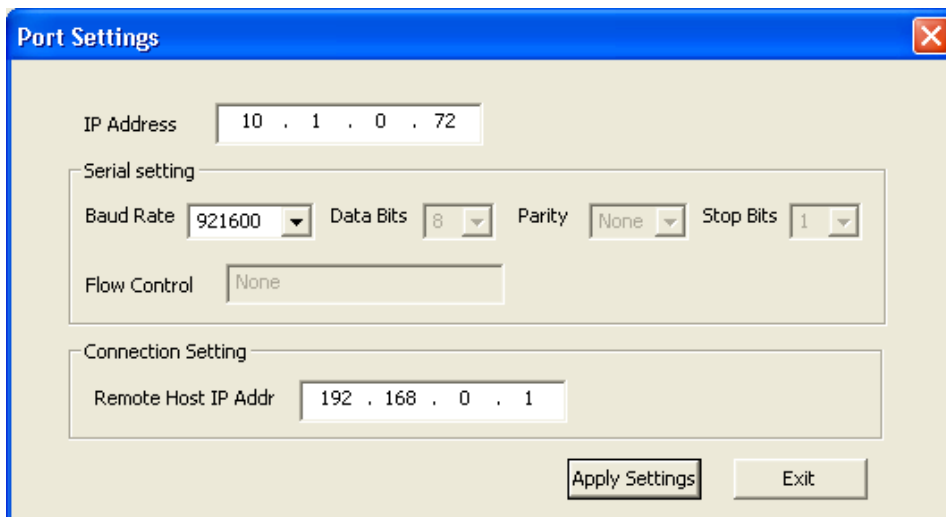 Port Settings
IP Address 10 . 1 . 0 . 72
Serial setting
Baud Rate 921600 Data Bits 8 Parity None Stop Bits 1
Flow Control None
Connection Setting
Remote Host IP Addr 192 . 168 . 0 . 1
Apply Settings Exit